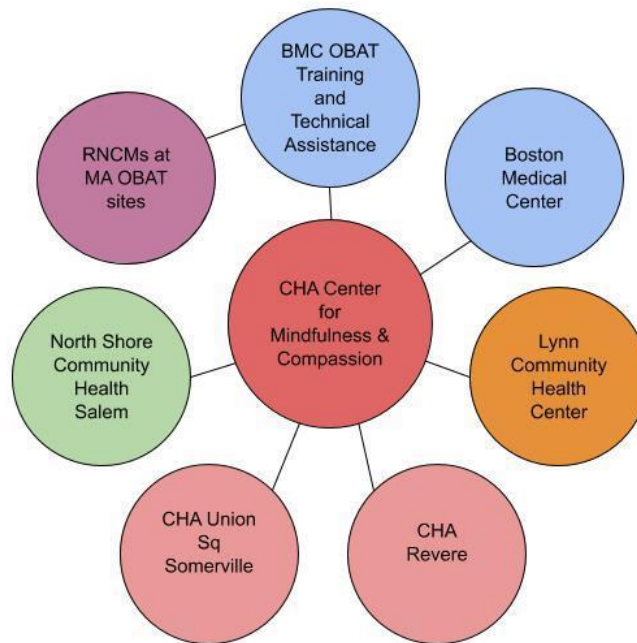 BMC OBAT
Training
and
Technical
Assistance
RNCMs at
MA OBAT
sites
Boston
Medical
Center
CHA Center
for
Mindfulness &
Compassion
North Shore
Community
Health
Salem
Lynn
Community
Health
Center
CHA Union
Sq
Somerville
CHA
Revere